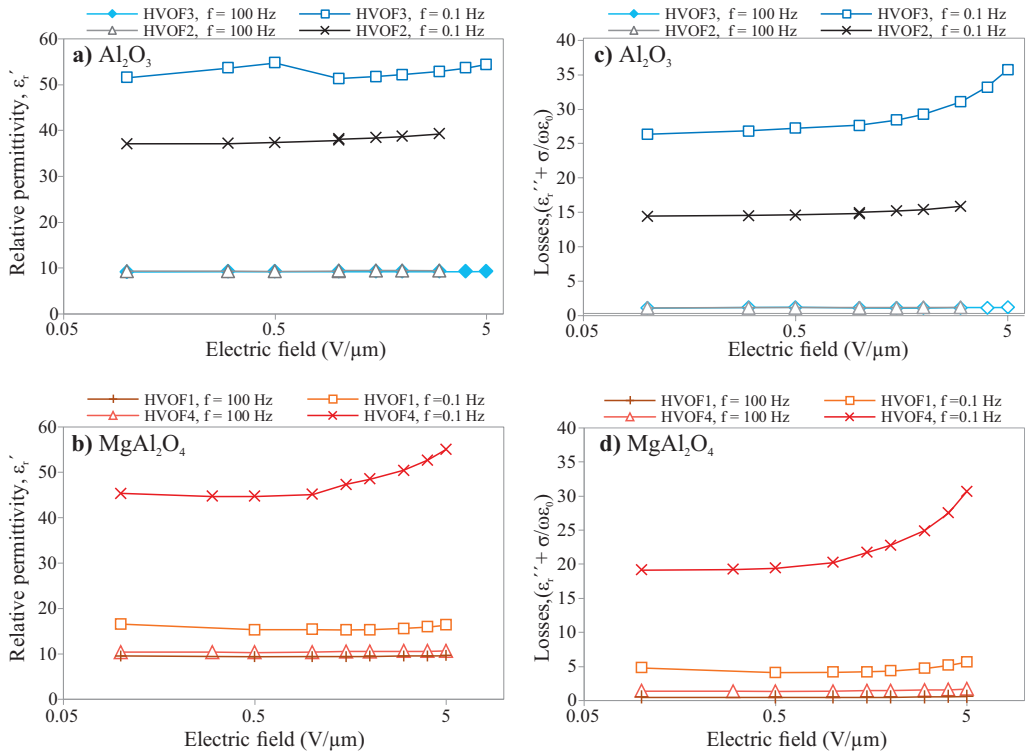 HVOF3, f = 100 Hz
HVOF3, f = 0.1 Hz
HVOF2, f = 100 Hz
HVOF2, f = 0.1 Hz
a) Al₂O₃
Relative permittivity, εᵣ′
60
50
40
30
20
10
0
0.05
0.5
5
Electric field (V/µm)
HVOF3, f = 100 Hz
HVOF3, f = 0.1 Hz
HVOF2, f = 100 Hz
HVOF2, f = 0.1 Hz
c) Al₂O₃
Losses,(εᵣ′′+ σ/ωε₀)
40
35
30
25
20
15
10
5
0
0.05
0.5
5
Electric field (V/µm)
HVOF1, f = 100 Hz
HVOF1, f =0.1 Hz
HVOF4, f = 100 Hz
HVOF4, f =0.1 Hz
b) MgAl₂O₄
Relative permittivity, εᵣ′
60
50
40
30
20
10
0
0.05
0.5
5
Electric field (V/µm)
HVOF1, f = 100 Hz
HVOF1, f =0.1 Hz
HVOF4, f = 100 Hz
HVOF4, f =0.1 Hz
d) MgAl₂O₄
Losses,(εᵣ′′+ σ/ωε₀)
40
35
30
25
20
15
10
5
0
0.05
0.5
5
Electric field (V/µm)